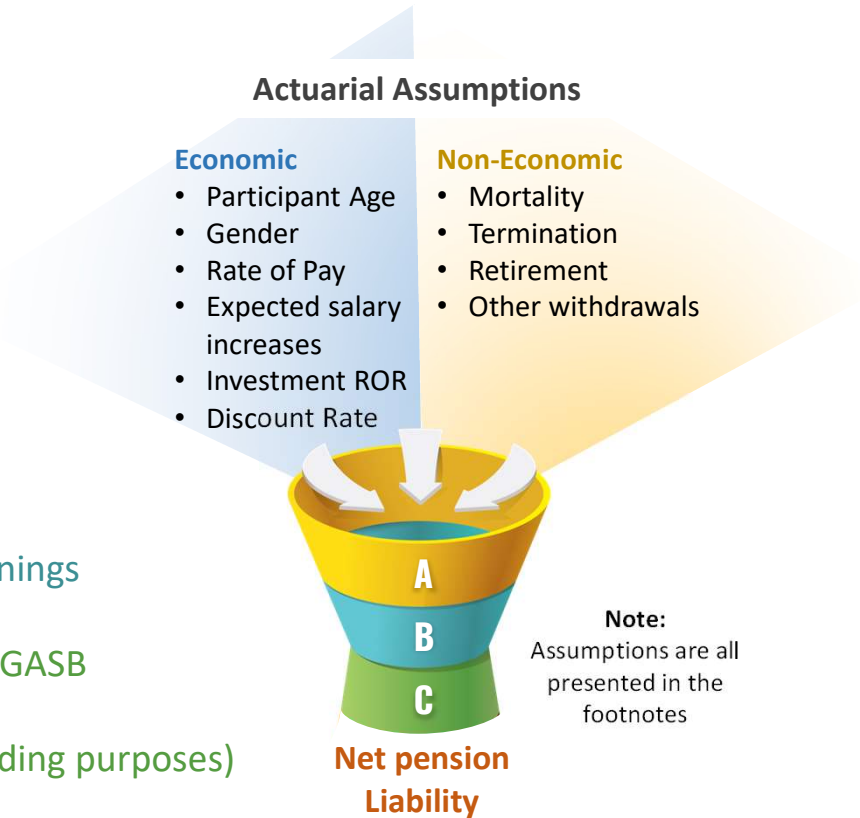 Actuarial Assumptions
Economic
• Participant Age
• Gender
• Rate of Pay
• Expected salary
increases
• Investment ROR
• Discount Rate
Non-Economic
• Mortality
• Termination
• Retirement
• Other withdrawals
nings
GASB
ding purposes)
A
B
C
Note:
Assumptions are all
presented in the
footnotes
Net pension
Liability